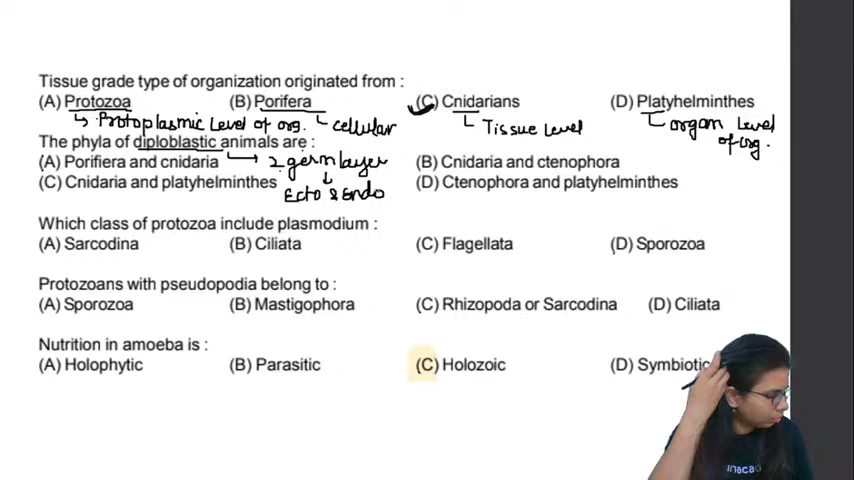 Tissue grade type of organization originated from :
(A) Protozoa (B) Porifera (C) Cnidarians (D) Platyhelminthes
↳ Protoplasmic Level of org. cellular Tissue Level organ level of org.
The phyla of diploblastic animals are :
2 germ layer
(A) Porifiera and cnidaria (B) Cnidaria and ctenophora
(C) Cnidaria and platyhelminthes (D) Ctenophora and platyhelminthes
Ecto & Endo
Which class of protozoa include plasmodium :
(A) Sarcodina (B) Ciliata (C) Flagellata (D) Sporozoa
Protozoans with pseudopodia belong to :
(A) Sporozoa (B) Mastigophora (C) Rhizopoda or Sarcodina (D) Ciliata
Nutrition in amoeba is :
(A) Holophytic (B) Parasitic (C) Holozoic (D) Symbiotic
inacad